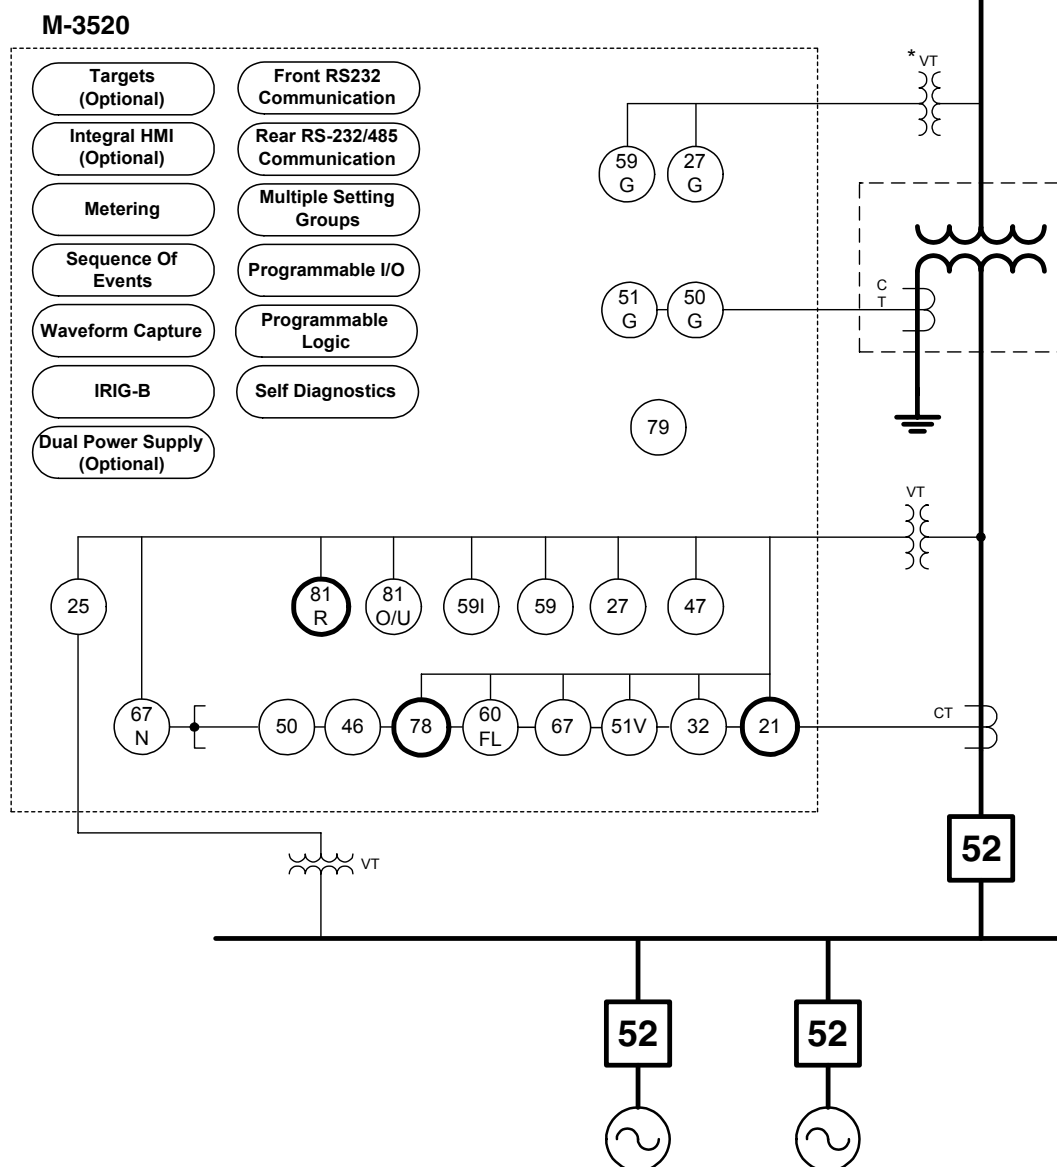 M-3520
Targets
(Optional)
Front RS232
Communication
Integral HMI
(Optional)
Rear RS-232/485
Communication
Metering
Multiple Setting
Groups
Sequence Of
Events
Programmable I/O
Waveform Capture
Programmable
Logic
IRIG-B
Self Diagnostics
Dual Power Supply
(Optional)
* VT
59
G
27
G
51
G
50
G
C
T
79
VT
25
81
R
81
O/U
59I
59
27
47
67
N
50
46
78
60
FL
67
51V
32
21
CT
52
VT
52
52